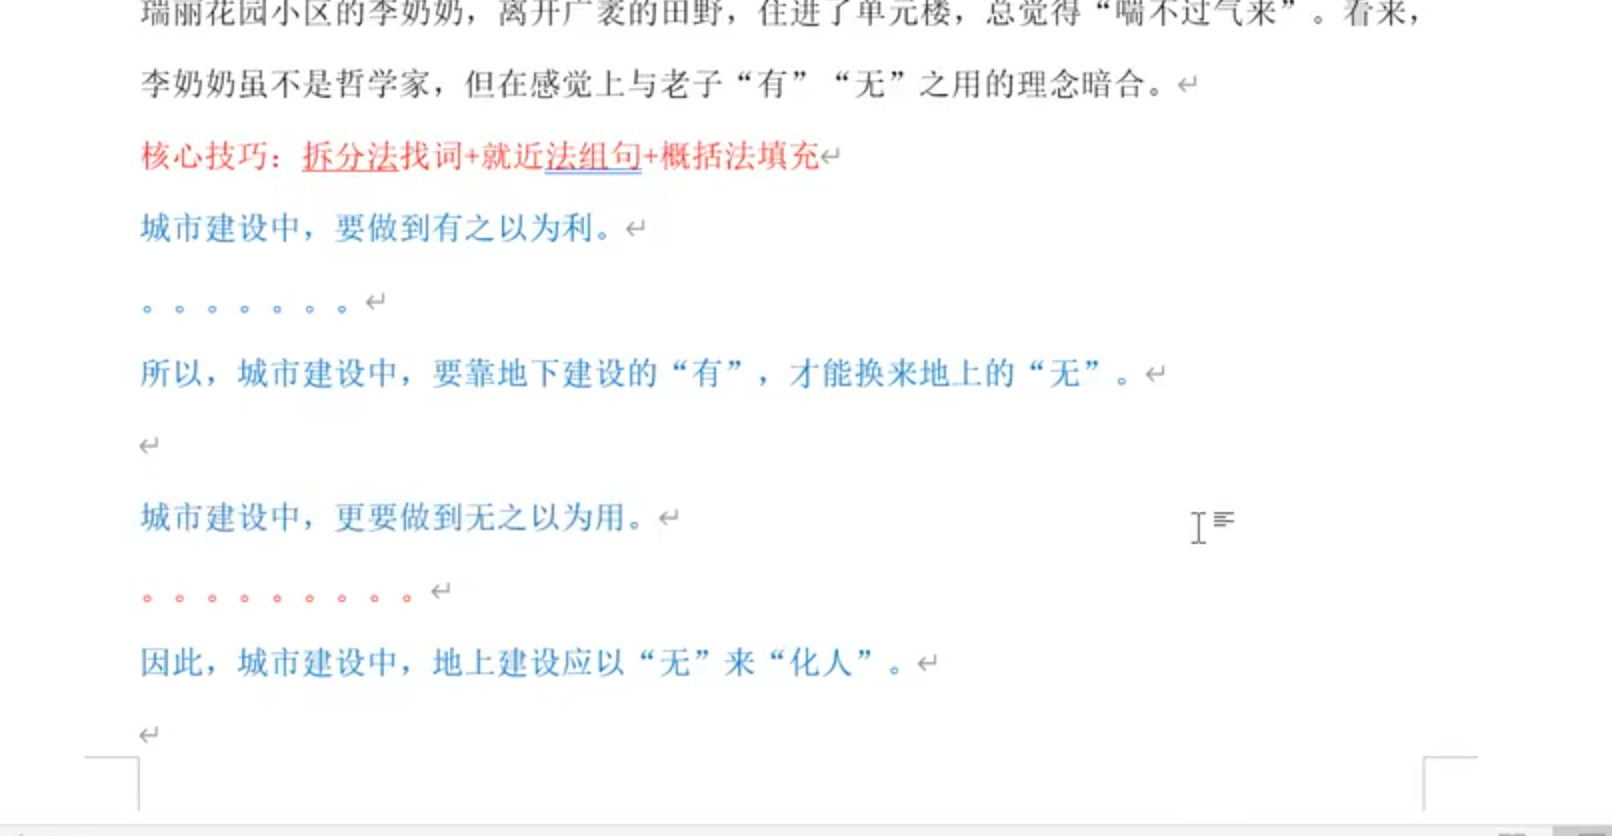 瑞丽花园小区的李奶奶，离开广袤的田野，住进了单元楼，总觉得“喘不过气来”。看来，
李奶奶虽不是哲学家，但在感觉上与老子“有”“无”之用的理念暗合。
核心技巧：拆分法找词+就近法组句+概括法填充
城市建设中，要做到有之以为利。
。。。。。。。
所以，城市建设中，要靠地下建设的“有”，才能换来地上的“无”。
城市建设中，更要做到无之以为用。
。。。。。。。。。
因此，城市建设中，地上建设应以“无”来“化人”。